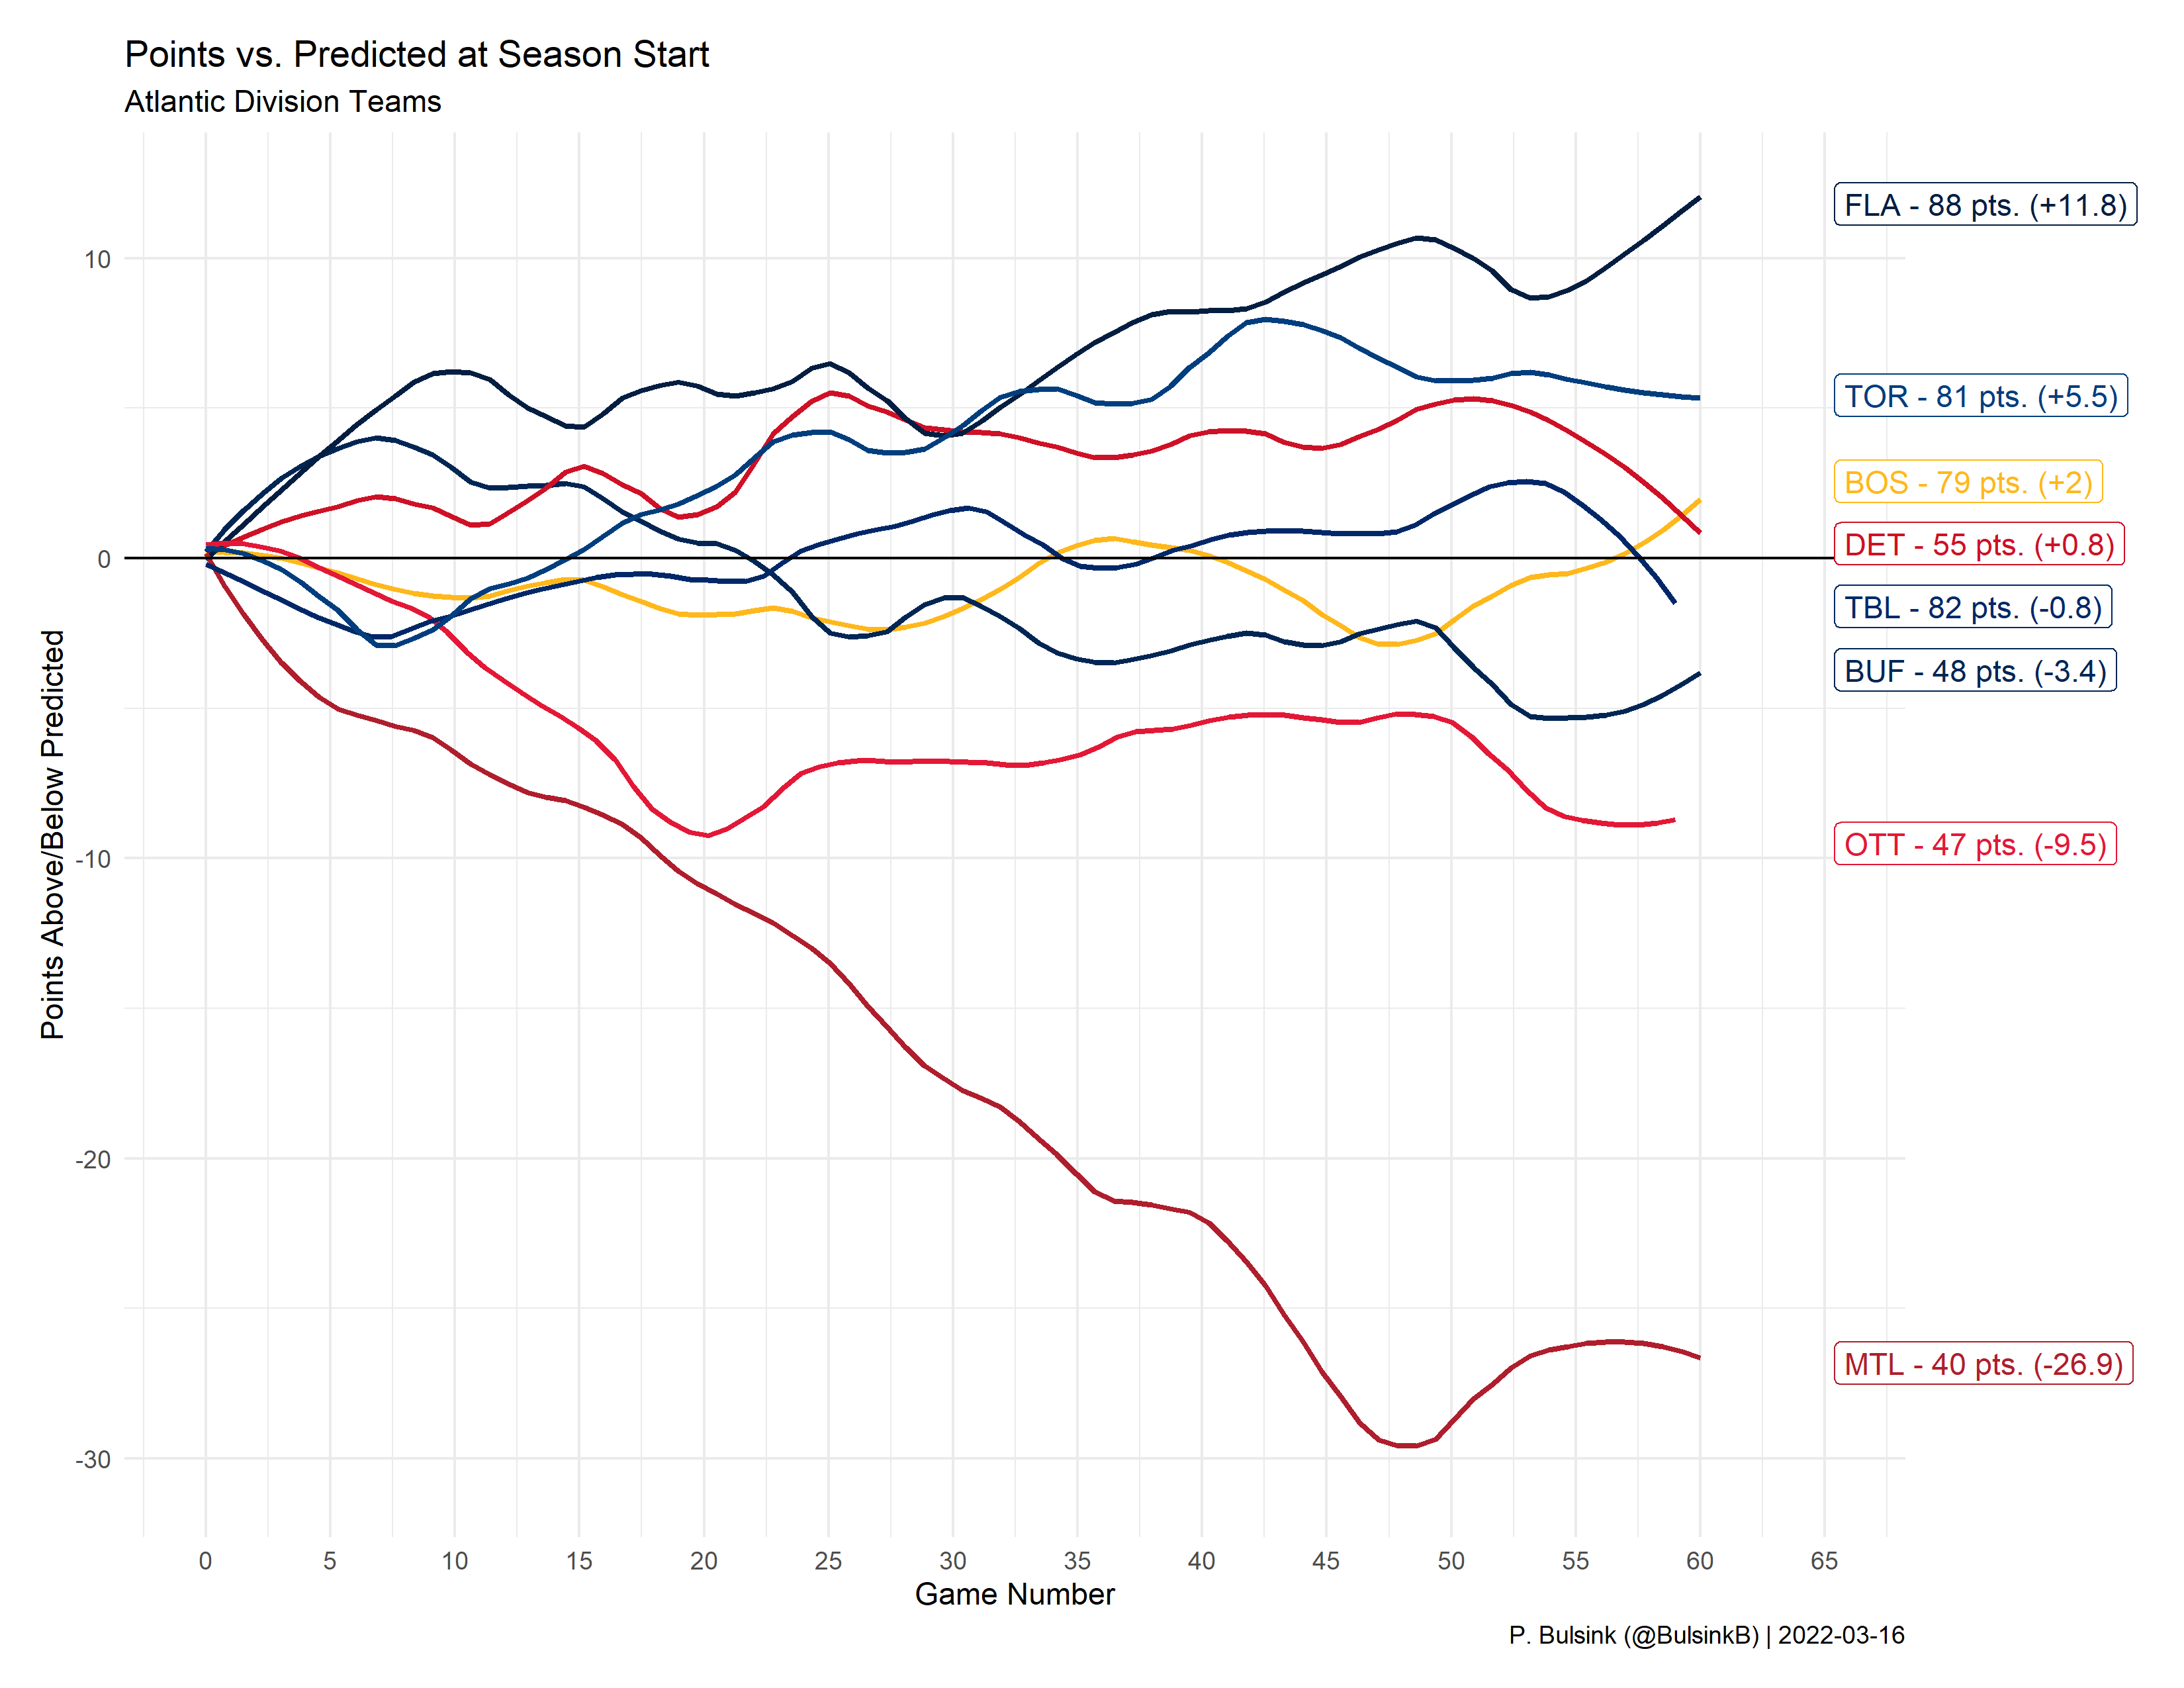 Points vs. Predicted at Season Start
Atlantic Division Teams
Points Above/Below Predicted
10
0
-10
-20
-30
FLA - 88 pts. (+11.8)
TOR - 81 pts. (+5.5)
BOS - 79 pts. (+2)
DET - 55 pts. (+0.8)
TBL - 82 pts. (-0.8)
BUF - 48 pts. (-3.4)
OTT - 47 pts. (-9.5)
MTL - 40 pts. (-26.9)
0 5 10 15 20 25 30 35 40 45 50 55 60 65
Game Number
P. Bulsink (@BulsinkB) | 2022-03-16